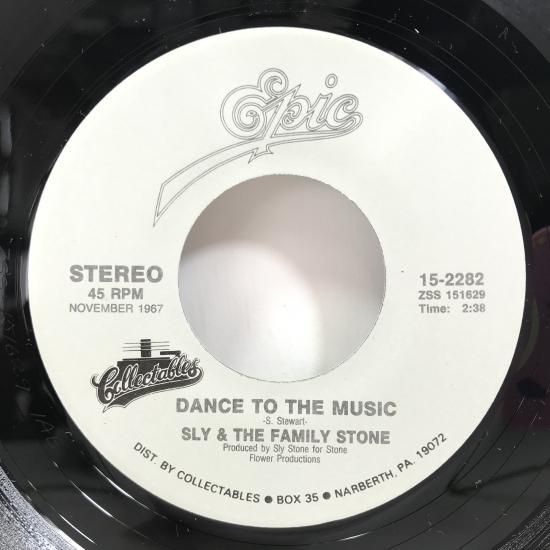 Epic
STEREO
45 RPM
NOVEMBER 1967
15-2282
ZSS 151629
Time: 2:38
Collectables
DANCE TO THE MUSIC
-S. Stewart-
SLY & THE FAMILY STONE
Produced by Sly Stone for Stone
Flower Productions
DIST. BY COLLECTABLES ● BOX 35 ● NARBERTH, PA. 19072